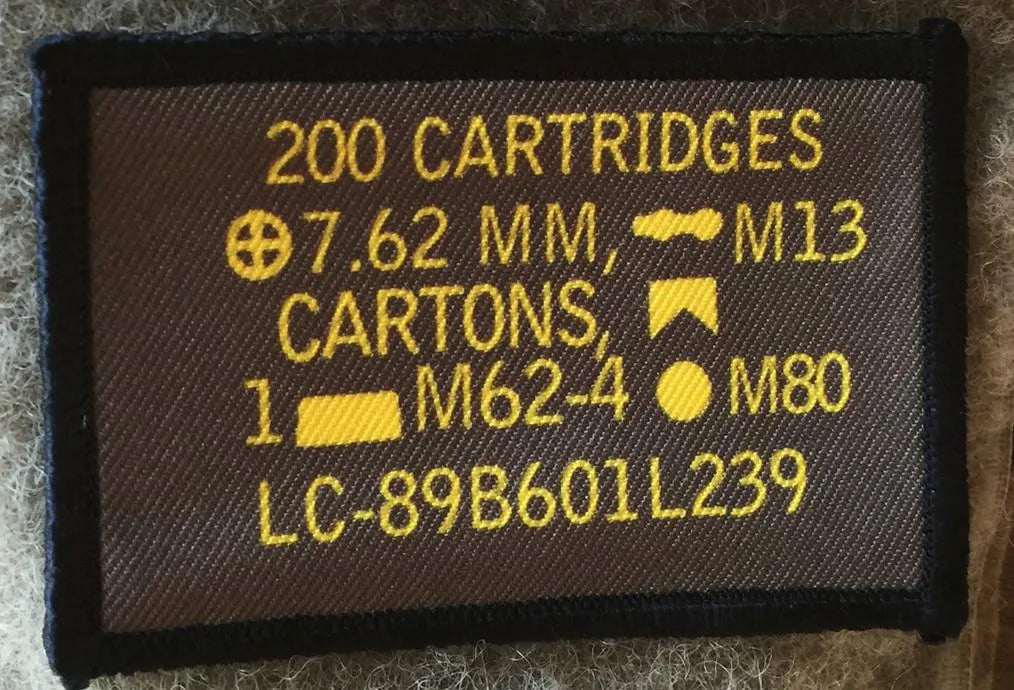 200 CARTRIDGES
7.62 MM, M13
CARTONS,
1 M62-4 M80
LC-89B601L239